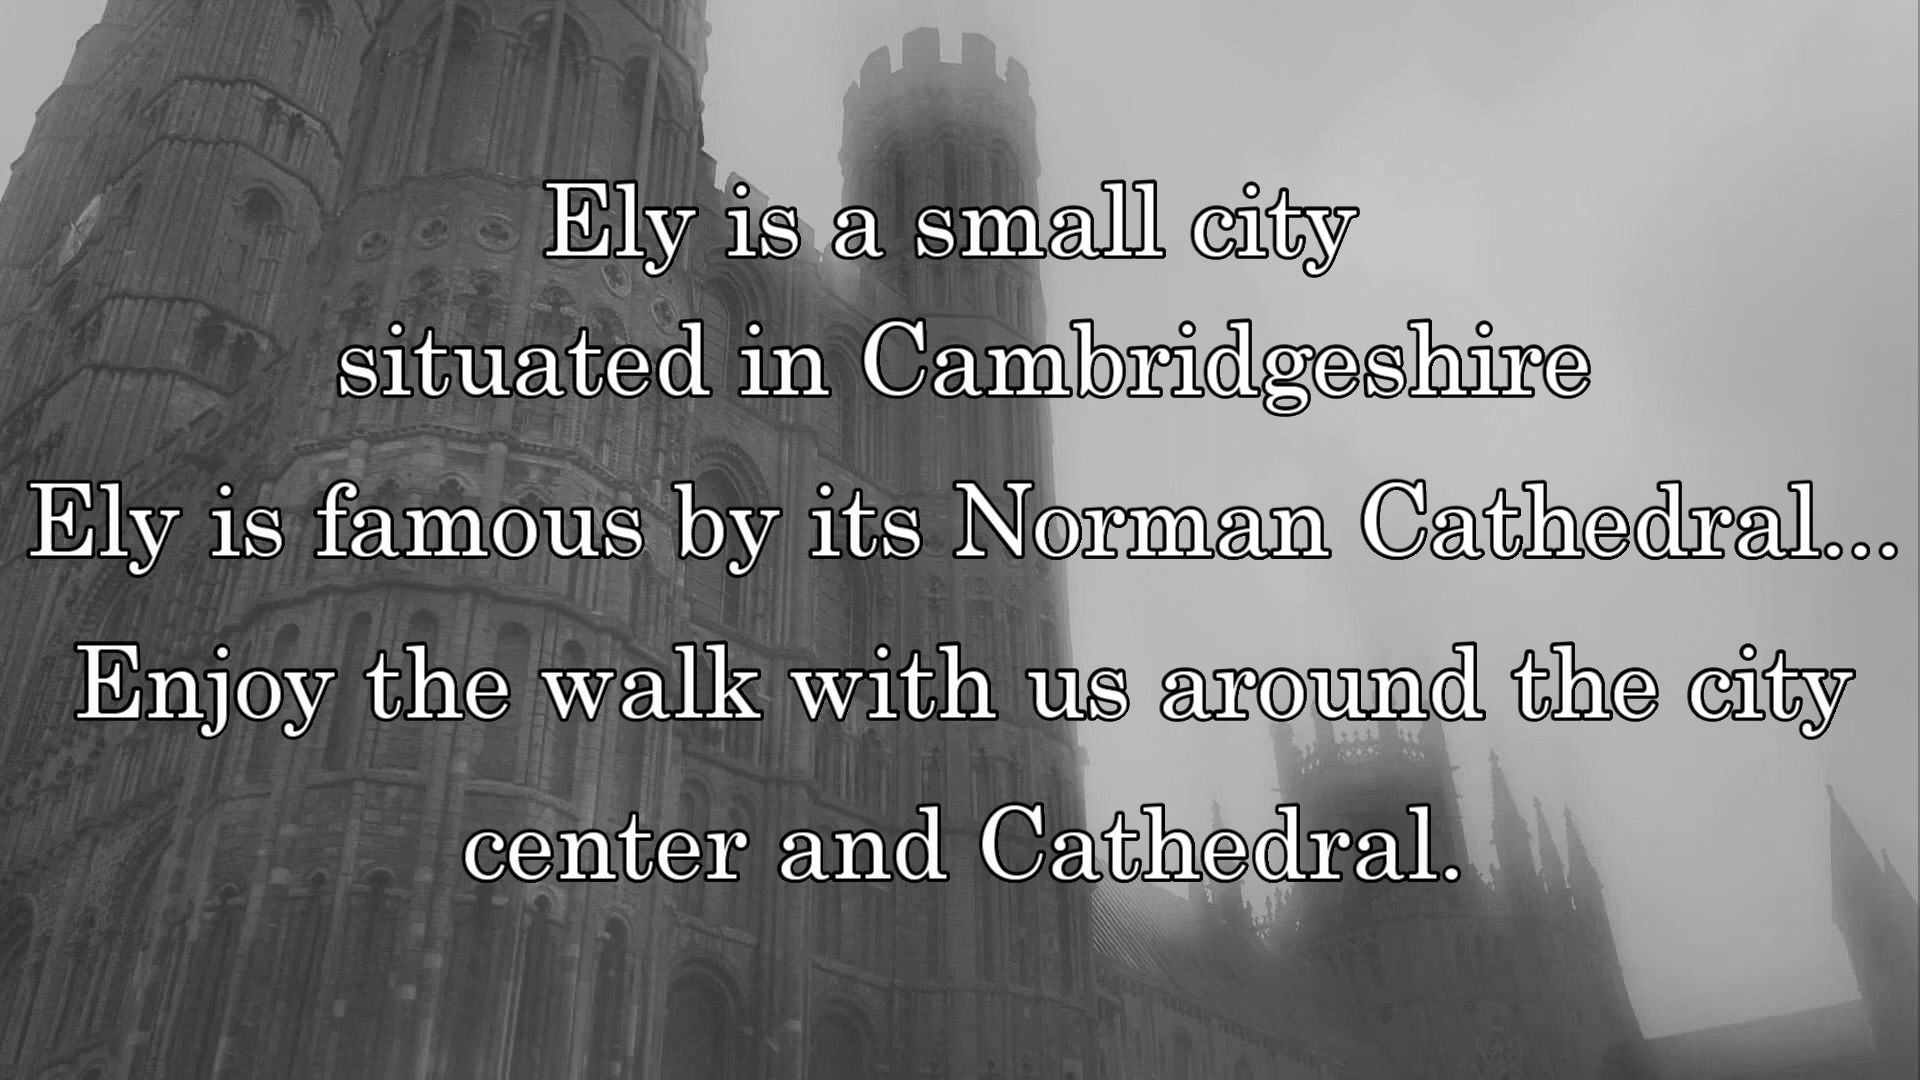 Ely is a small city
situated in Cambridgeshire
Ely is famous by its Norman Cathedral...
Enjoy the walk with us around the city
center and Cathedral.